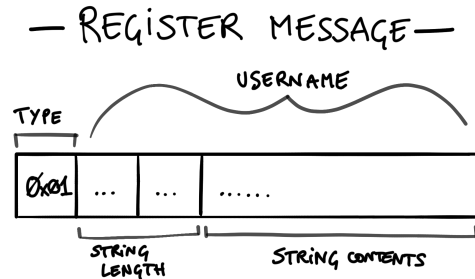 — REGISTER MESSAGE —
USERNAME
TYPE
0x01 ... ... ......
STRING LENGTH
STRING CONTENTS